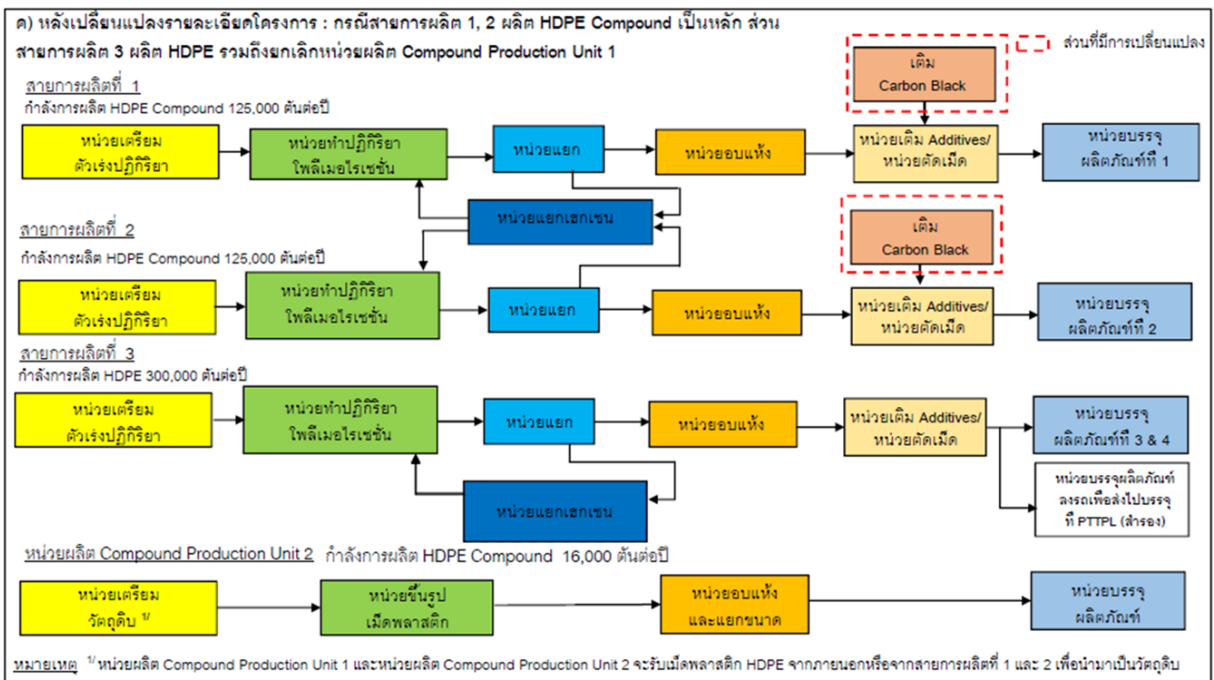 ค) หลังเปลี่ยนแปลงรายละเอียดโครงการ : กรณีสายการผลิต 1, 2 ผลิต HDPE Compound เป็นหลัก ส่วน
สายการผลิต 3 ผลิต HDPE รวมถึงยกเลิกหน่วยผลิต Compound Production Unit 1
ส่วนที่มีการเปลี่ยนแปลง
เติม
Carbon Black
สายการผลิตที่ 1
กำลังการผลิต HDPE Compound 125,000 ตันต่อปี
หน่วยเตรียม
ตัวเร่งปฏิกิริยา
หน่วยทำปฏิกิริยา
โพลีเมอไรเซชั่น
หน่วยแยก
หน่วยอบแห้ง
หน่วยเติม Additives/
หน่วยตัดเม็ด
หน่วยบรรจุ
ผลิตภัณฑ์ที่ 1
หน่วยแยกเฮกเซน
เติม
Carbon Black
สายการผลิตที่ 2
กำลังการผลิต HDPE Compound 125,000 ตันต่อปี
หน่วยเตรียม
ตัวเร่งปฏิกิริยา
หน่วยทำปฏิกิริยา
โพลีเมอไรเซชั่น
หน่วยแยก
หน่วยอบแห้ง
หน่วยเติม Additives/
หน่วยตัดเม็ด
หน่วยบรรจุ
ผลิตภัณฑ์ที่ 2
สายการผลิตที่ 3
กำลังการผลิต HDPE 300,000 ตันต่อปี
หน่วยเตรียม
ตัวเร่งปฏิกิริยา
หน่วยทำปฏิกิริยา
โพลีเมอไรเซชั่น
หน่วยแยก
หน่วยอบแห้ง
หน่วยเติม Additives/
หน่วยตัดเม็ด
หน่วยบรรจุ
ผลิตภัณฑ์ที่ 3 & 4
หน่วยแยกเฮกเซน
หน่วยบรรจุผลิตภัณฑ์
ลงรถเพื่อส่งไปบรรจุ
ที่ PTTPL (สำรอง)
หน่วยผลิต Compound Production Unit 2 กำลังการผลิต HDPE Compound 16,000 ตันต่อปี
หน่วยเตรียม
วัตถุดิบ 1/
หน่วยขึ้นรูป
เม็ดพลาสติก
หน่วยอบแห้ง
และแยกขนาด
หน่วยบรรจุ
ผลิตภัณฑ์
หมายเหตุ 1/ หน่วยผลิต Compound Production Unit 1 และหน่วยผลิต Compound Production Unit 2 จะรับเม็ดพลาสติก HDPE จากภายนอกหรือจากสายการผลิตที่ 1 และ 2 เพื่อนำมาเป็นวัตถุดิบ